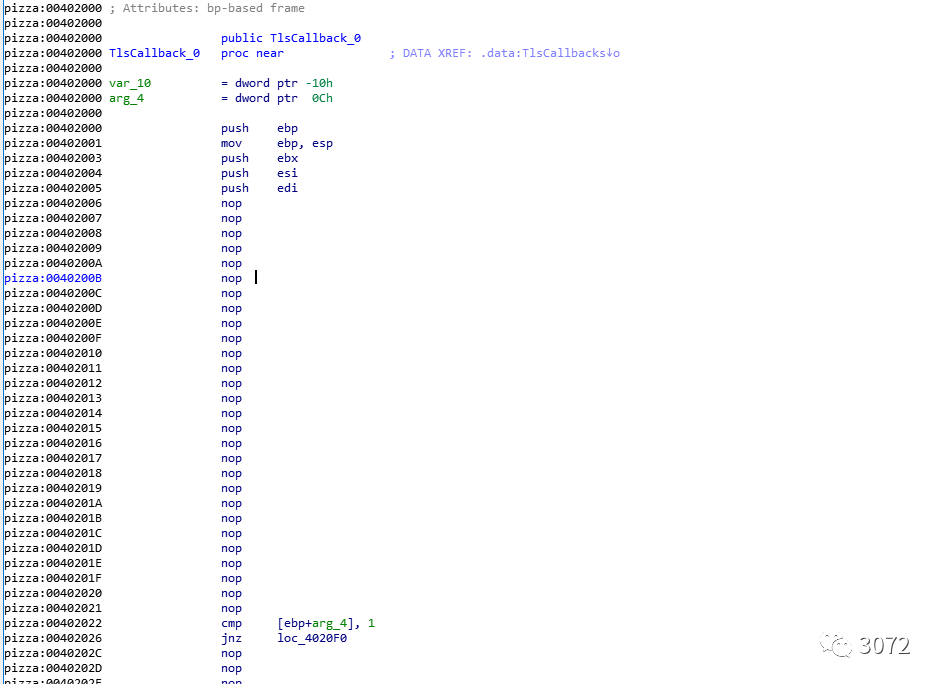 pizza:00402000 ; Attributes: bp-based frame
pizza:00402000
pizza:00402000 public TlsCallback_0
pizza:00402000 TlsCallback_0 proc near ; DATA XREF: .data:TlsCallbacks↓o
pizza:00402000
pizza:00402000 var_10 = dword ptr -10h
pizza:00402000 arg_4 = dword ptr 0Ch
pizza:00402000
pizza:00402000 push ebp
pizza:00402001 mov ebp, esp
pizza:00402003 push ebx
pizza:00402004 push esi
pizza:00402005 push edi
pizza:00402006 nop
pizza:00402007 nop
pizza:00402008 nop
pizza:00402009 nop
pizza:0040200A nop
pizza:0040200B nop
pizza:0040200C nop
pizza:0040200D nop
pizza:0040200E nop
pizza:0040200F nop
pizza:00402010 nop
pizza:00402011 nop
pizza:00402012 nop
pizza:00402013 nop
pizza:00402014 nop
pizza:00402015 nop
pizza:00402016 nop
pizza:00402017 nop
pizza:00402018 nop
pizza:00402019 nop
pizza:0040201A nop
pizza:0040201B nop
pizza:0040201C nop
pizza:0040201D nop
pizza:0040201E nop
pizza:0040201F nop
pizza:00402020 nop
pizza:00402021 nop
pizza:00402022 cmp [ebp+arg_4], 1
pizza:00402026 jnz loc_4020F0
pizza:0040202C nop
pizza:0040202D nop
pizza:0040202E nop
3072